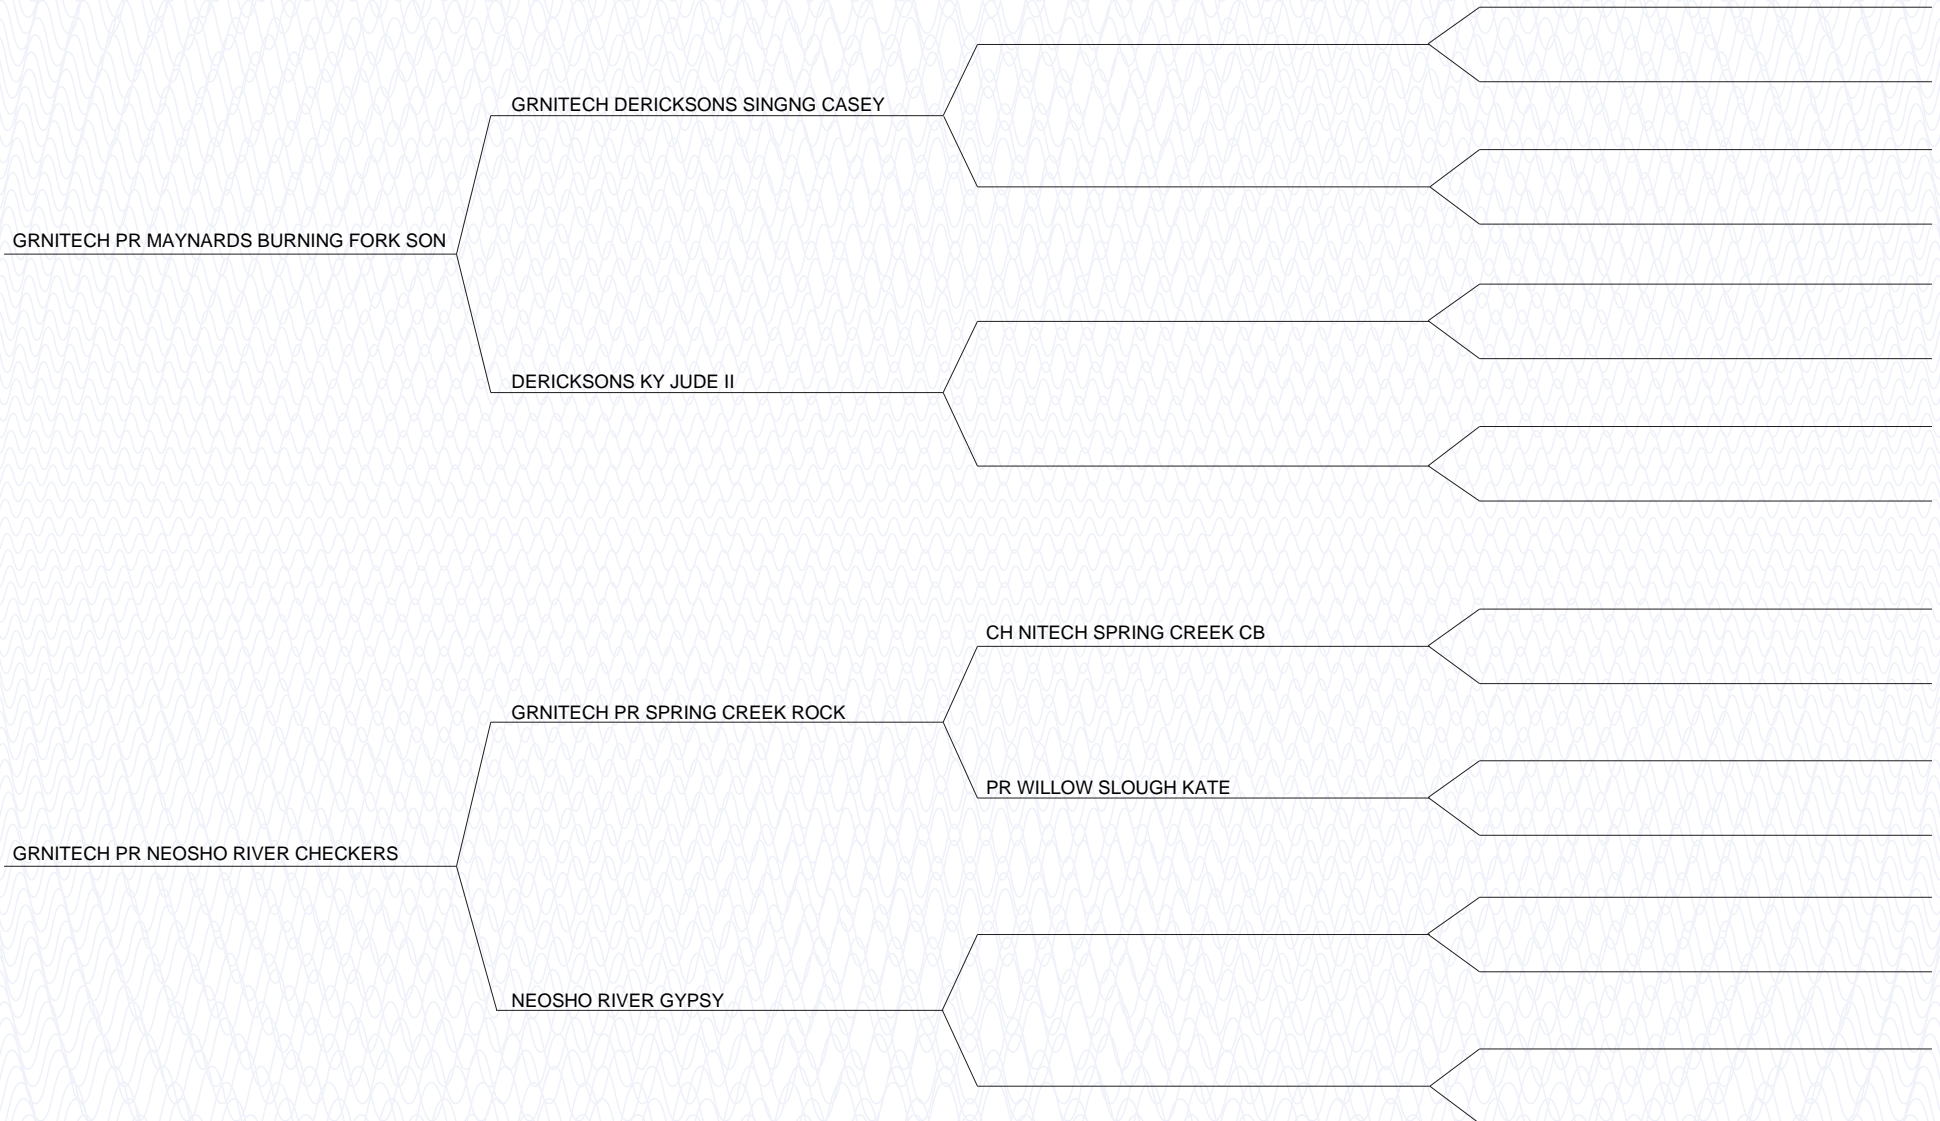 GRNITECH DERICKSONS SINGNG CASEY
GRNITECH PR MAYNARDS BURNING FORK SON
DERICKSONS KY JUDE II
CH NITECH SPRING CREEK CB
GRNITECH PR SPRING CREEK ROCK
PR WILLOW SLOUGH KATE
GRNITECH PR NEOSHO RIVER CHECKERS
NEOSHO RIVER GYPSY